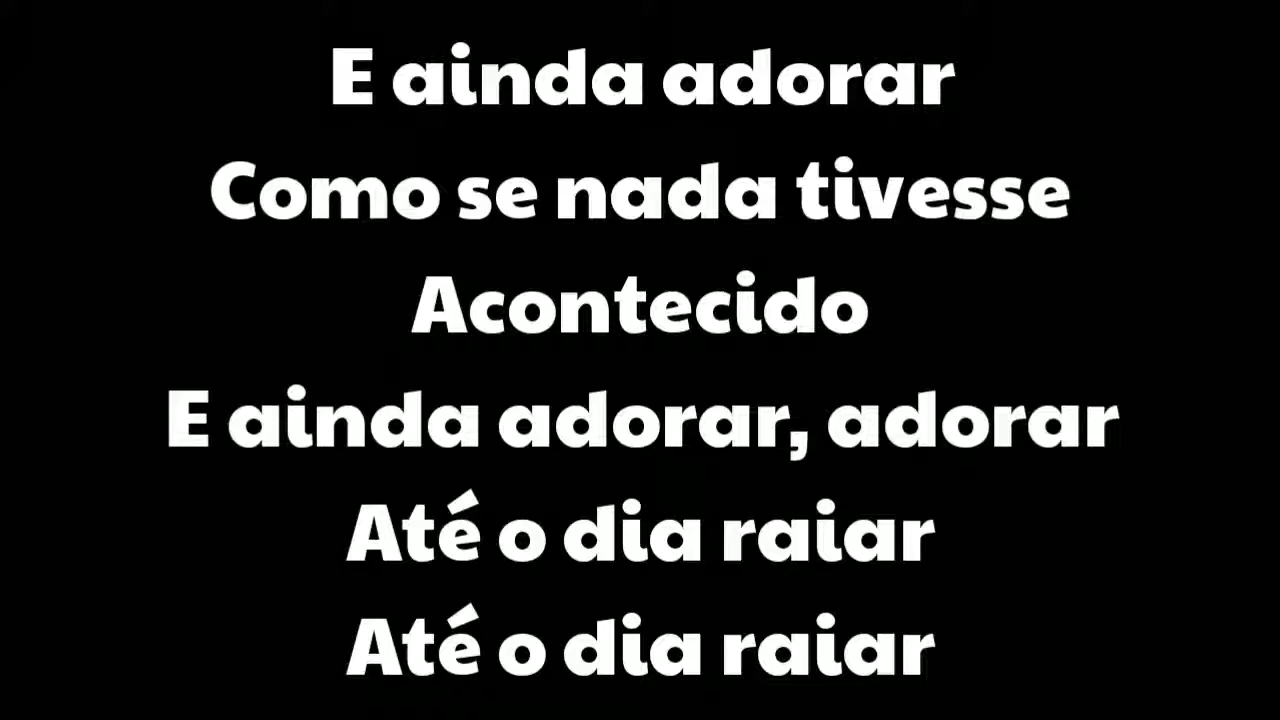 E ainda adorar
Como se nada tivesse
Acontecido
E ainda adorar, adorar
Até o dia raiar
Até o dia raiar